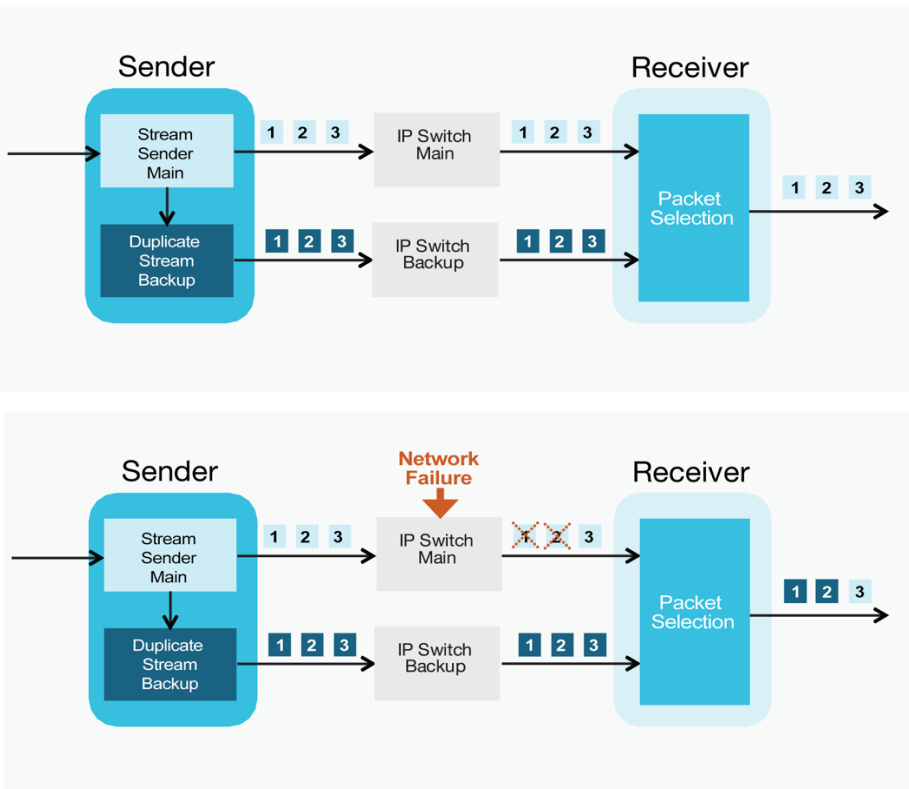 Sender
Receiver
Stream
Sender
Main
1 2 3
IP Switch
Main
1 2 3
Packet
Selection
1 2 3
Duplicate
Stream
Backup
1 2 3
IP Switch
Backup
1 2 3
Network
Failure
Sender
Receiver
Stream
Sender
Main
1 2 3
IP Switch
Main
1 2 3
Packet
Selection
1 2 3
Duplicate
Stream
Backup
1 2 3
IP Switch
Backup
1 2 3